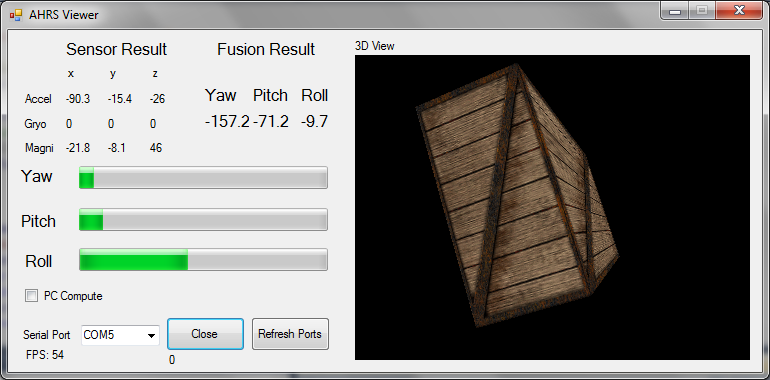 AHRS Viewer
Sensor Result
x y z
Accel -90.3 -15.4 -26
Gryo 0 0 0
Magni -21.8 -8.1 46
Fusion Result
Yaw Pitch Roll
-157.2 -71.2 -9.7
Yaw
Pitch
Roll
PC Compute
Serial Port COM5 Close Refresh Ports
FPS: 54
0
3D View